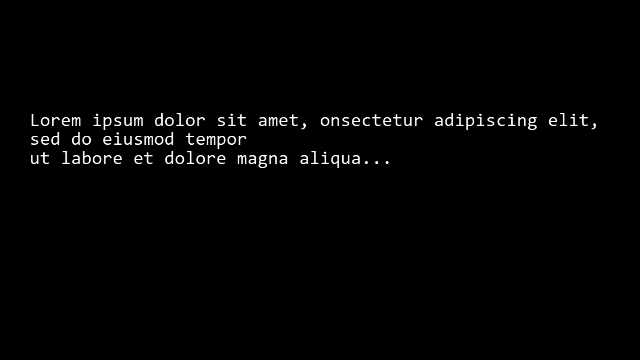 Lorem ipsum dolor sit amet, onsectetur adipiscing elit,
sed do eiusmod tempor
ut labore et dolore magna aliqua...